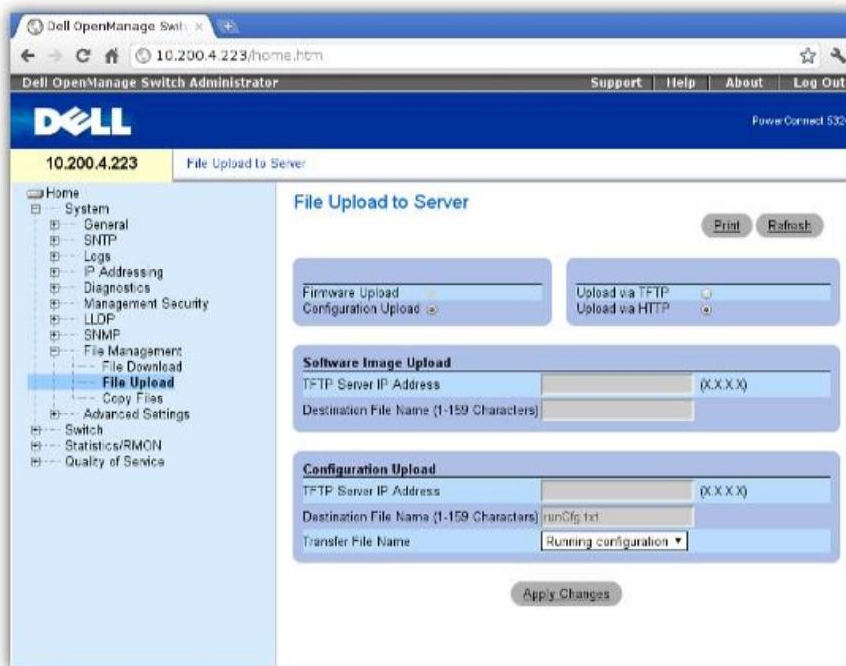 Dell OpenManage Swit
10.200.4.223/home.htm
Dell OpenManage Switch Administrator
Support Help About Log Out
DELL
PowerConnect 532
10.200.4.223
File Upload to Server
Home
System
General
SNTP
Logs
IP Addressing
Diagnostics
Management Security
LLDP
SNMP
File Management
File Download
File Upload
Copy Files
Advanced Settings
Switch
Statistics/RMON
Quality of Service
File Upload to Server
Print Refresh
Firmware Upload
Configuration Upload
Upload via TFTP
Upload via HTTP
Software Image Upload
TFTP Server IP Address (X.X.X.X)
Destination File Name (1-159 Characters)
Configuration Upload
TFTP Server IP Address (X.X.X.X)
Destination File Name (1-159 Characters) runCfg.txt
Transfer File Name Running configuration
Apply Changes